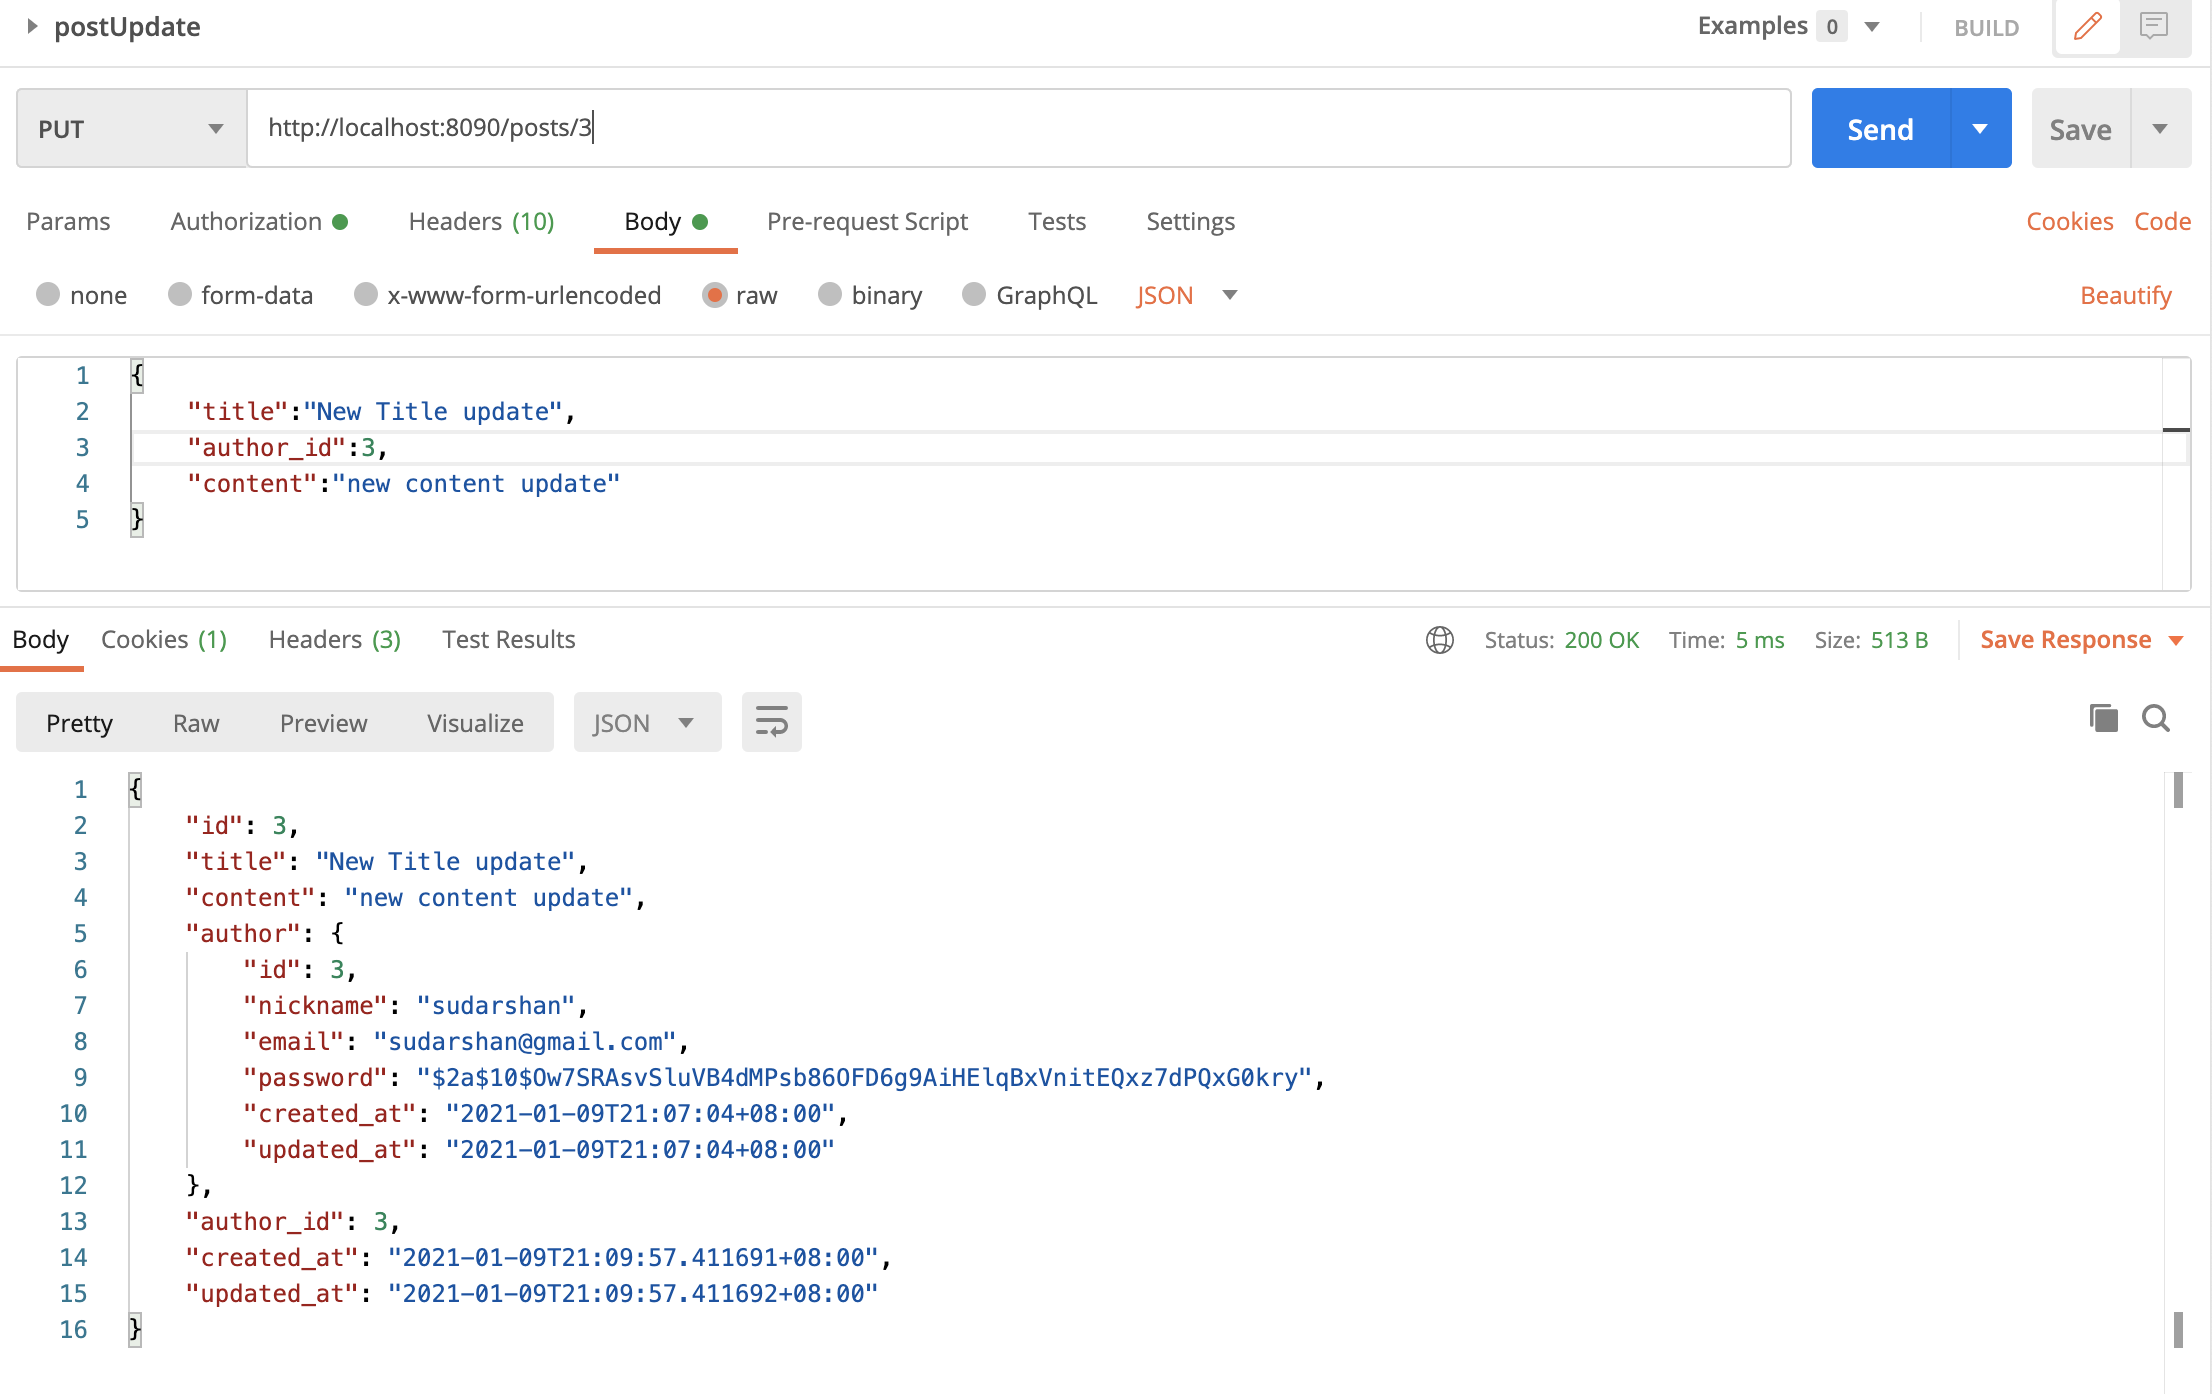 postUpdate
Examples 0
BUILD
PUT
http://localhost:8090/posts/3
Send
Save
Params Authorization Headers (10) Body Pre-request Script Tests Settings Cookies Code
none form-data x-www-form-urlencoded raw binary GraphQL JSON Beautify
1 {
2 "title":"New Title update",
3 "author_id":3,
4 "content":"new content update"
5 }
Body Cookies (1) Headers (3) Test Results Status: 200 OK Time: 5 ms Size: 513 B Save Response
Pretty Raw Preview Visualize JSON
1 {
2 "id": 3,
3 "title": "New Title update",
4 "content": "new content update",
5 "author": {
6 "id": 3,
7 "nickname": "sudarshan",
8 "email": "sudarshan@gmail.com",
9 "password": "$2a$10$Ow7SRAsvSluVB4dMPsb86OFD6g9AiHElqBxVnitEQxz7dPQxG0kry",
10 "created_at": "2021-01-09T21:07:04+08:00",
11 "updated_at": "2021-01-09T21:07:04+08:00"
12 },
13 "author_id": 3,
14 "created_at": "2021-01-09T21:09:57.411691+08:00",
15 "updated_at": "2021-01-09T21:09:57.411692+08:00"
16 }